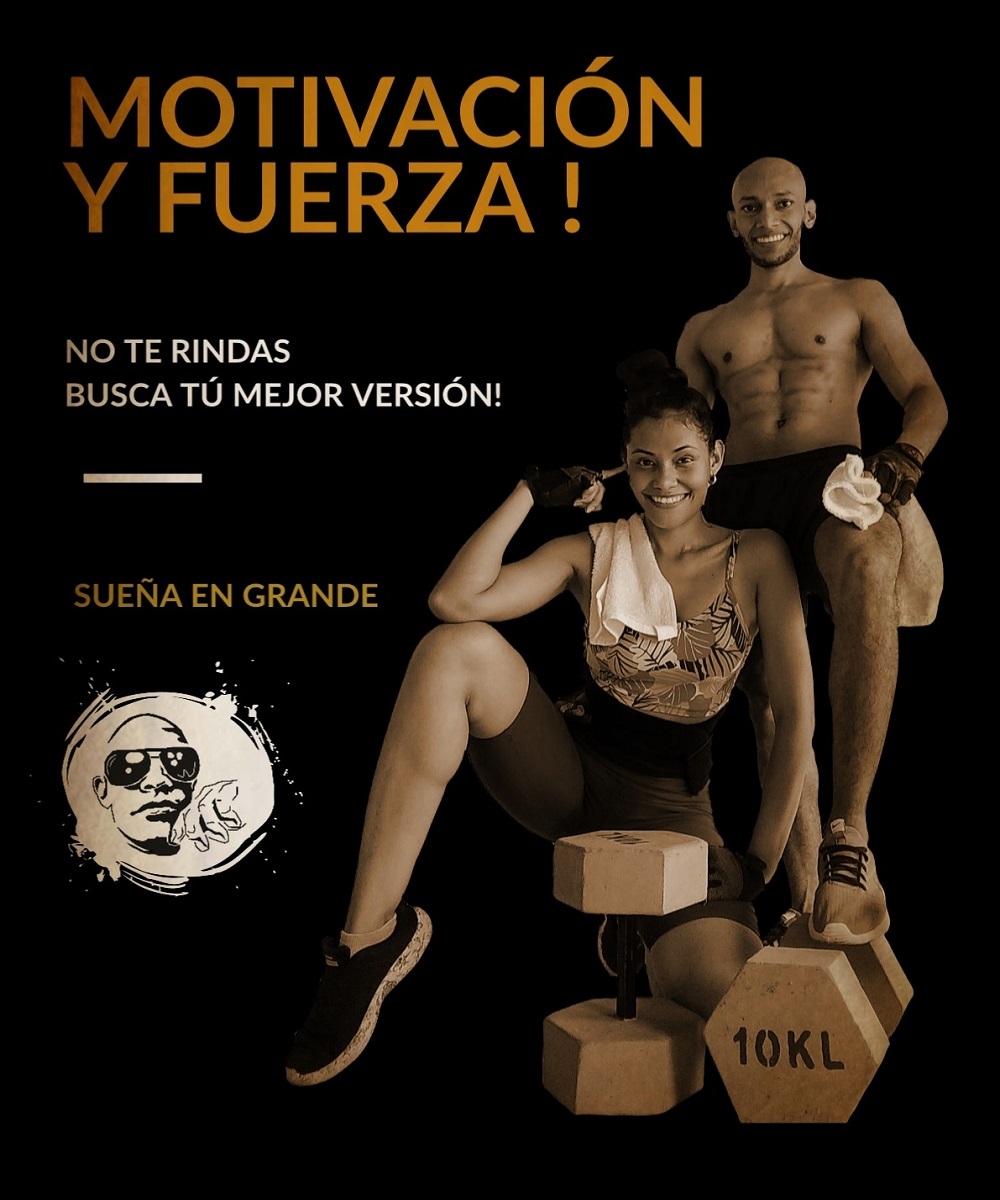 MOTIVACIÓN
Y FUERZA !
NO TE RINDAS
BUSCA TÚ MEJOR VERSIÓN!
SUEÑA EN GRANDE
10KL